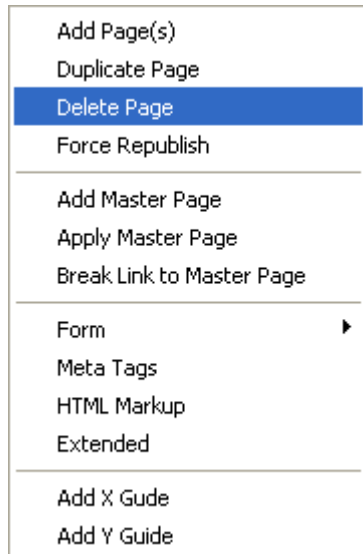 Add Page(s)
Duplicate Page
Delete Page
Force Republish
Add Master Page
Apply Master Page
Break Link to Master Page
Form
Meta Tags
HTML Markup
Extended
Add X Gude
Add Y Guide